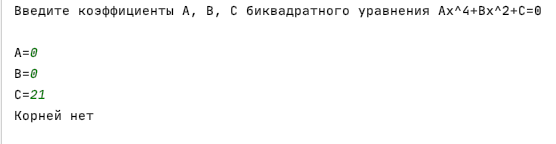 Введите коэффициенты A, B, C биквадратного уравнения Ax^4+Bx^2+C=0
A=0
B=0
C=21
Корней нет